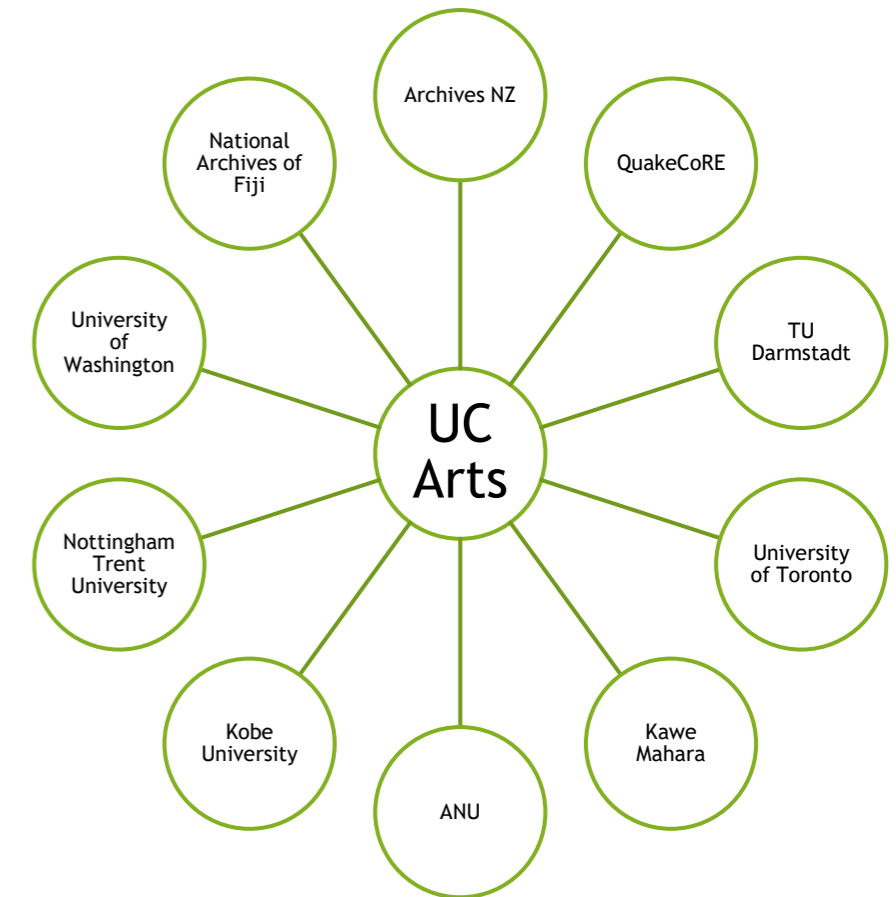 Archives NZ
QuakeCoRE
TU
Darmstadt
University
of Toronto
Kawe
Mahara
ANU
Kobe
University
Nottingham
Trent
University
University
of
Washington
National
Archives of
Fiji
UC
Arts